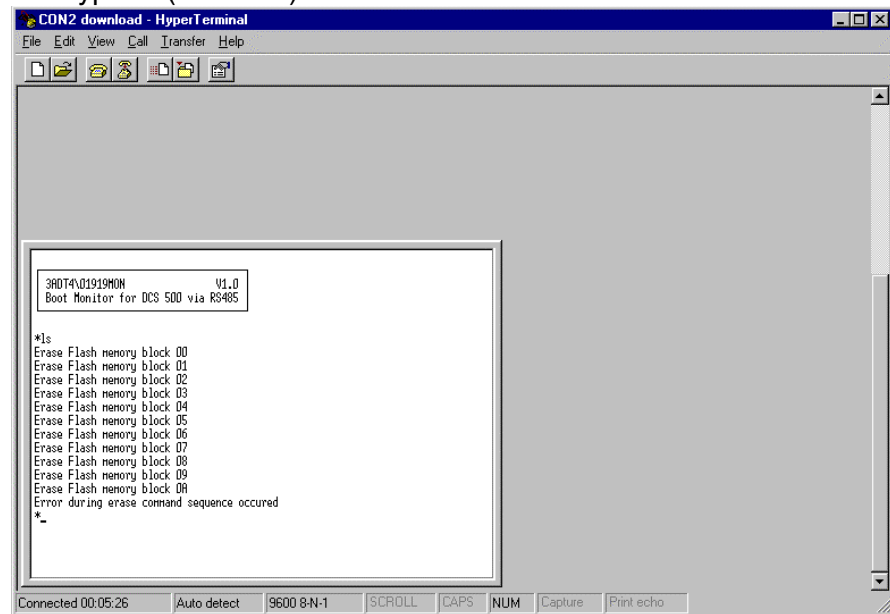 CON2 download - HyperTerminal
File Edit View Call Transfer Help
3ADT4\01919MON V1.0
Boot Monitor for DCS 500 via RS485
*ls
Erase Flash memory block 00
Erase Flash memory block 01
Erase Flash memory block 02
Erase Flash memory block 03
Erase Flash memory block 04
Erase Flash memory block 05
Erase Flash memory block 06
Erase Flash memory block 07
Erase Flash memory block 08
Erase Flash memory block 09
Erase Flash memory block 0A
Error during erase command sequence occured
*_
Connected 00:05:26 Auto detect 9600 8-N-1 SCROLL CAPS NUM Capture Print echo